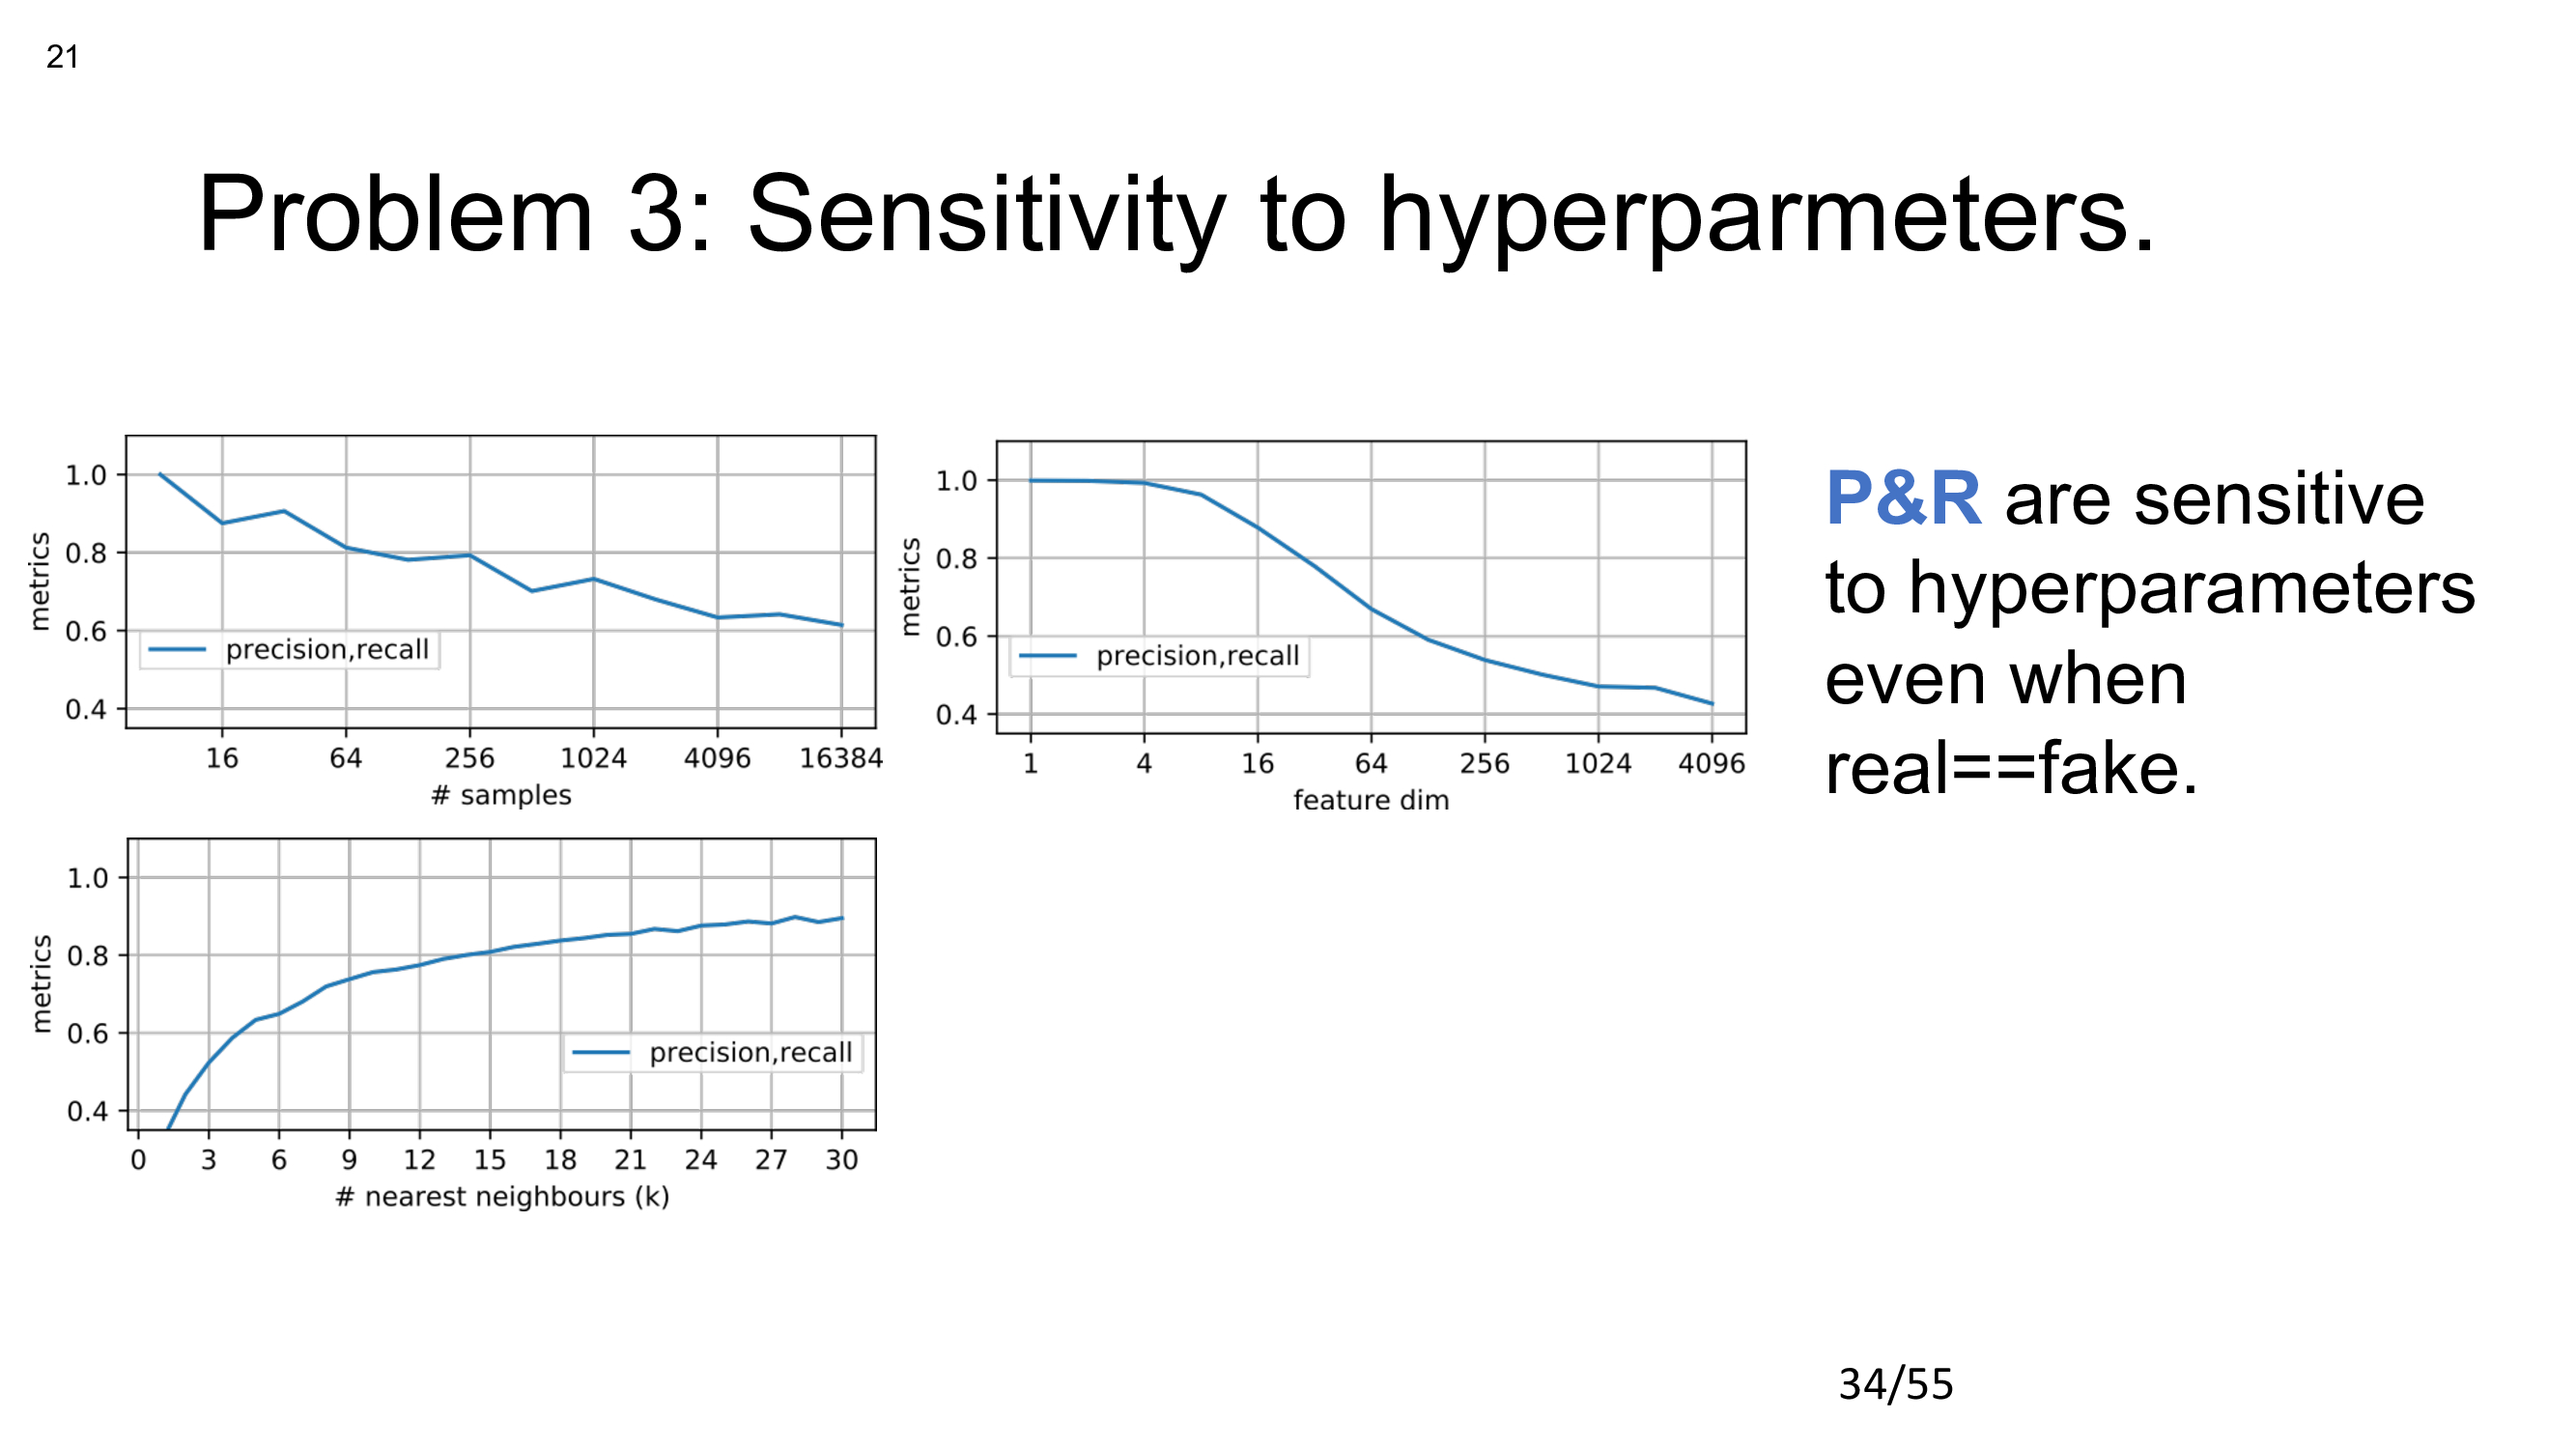 21
Problem 3: Sensitivity to hyperparmeters.
1.0
0.8
0.6
0.4
metrics
precision,recall
16 64 256 1024 4096 16384
# samples
1.0
0.8
0.6
0.4
metrics
precision,recall
1 4 16 64 256 1024 4096
feature dim
P&R are sensitive
to hyperparameters
even when
real==fake.
1.0
0.8
0.6
0.4
metrics
precision,recall
0 3 6 9 12 15 18 21 24 27 30
# nearest neighbours (k)
34/55